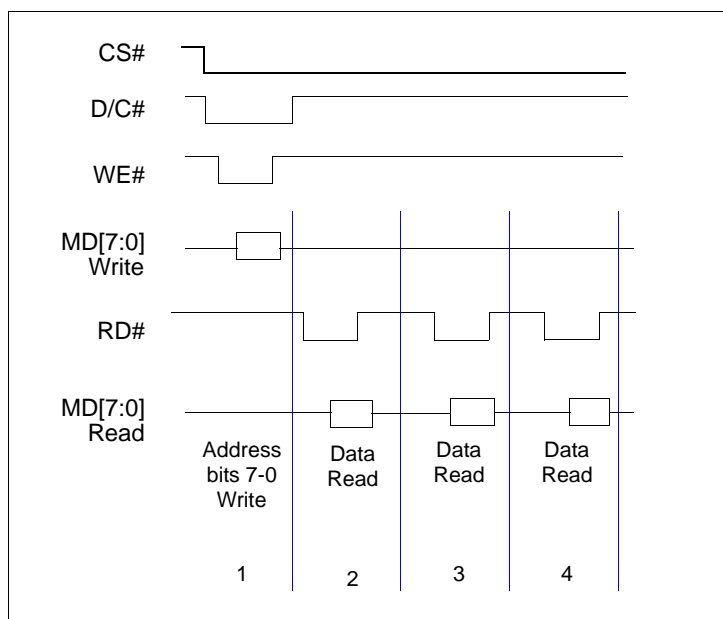 CS#
D/C#
WE#
MD[7:0]
Write
RD#
MD[7:0]
Read
Address
bits 7-0
Write
Data
Read
Data
Read
Data
Read
1
2
3
4